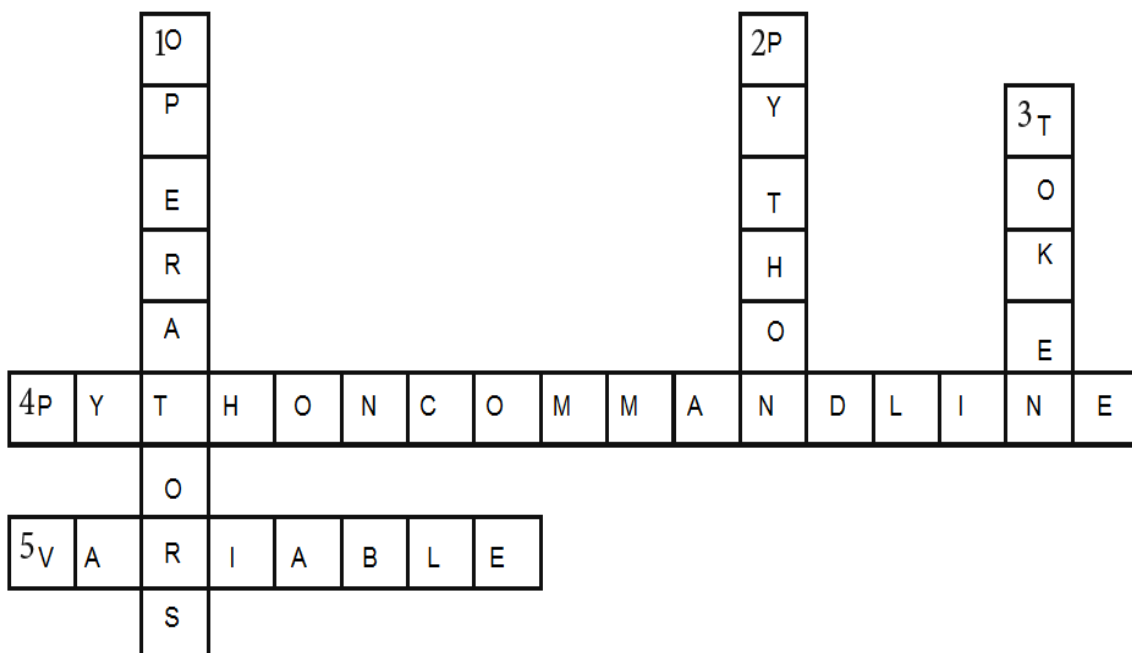 1O 2P
P Y 3T
E T O
R H K
A O E
4P Y T H O N C O M M A N D L I N E
O
5V A R I A B L E
S